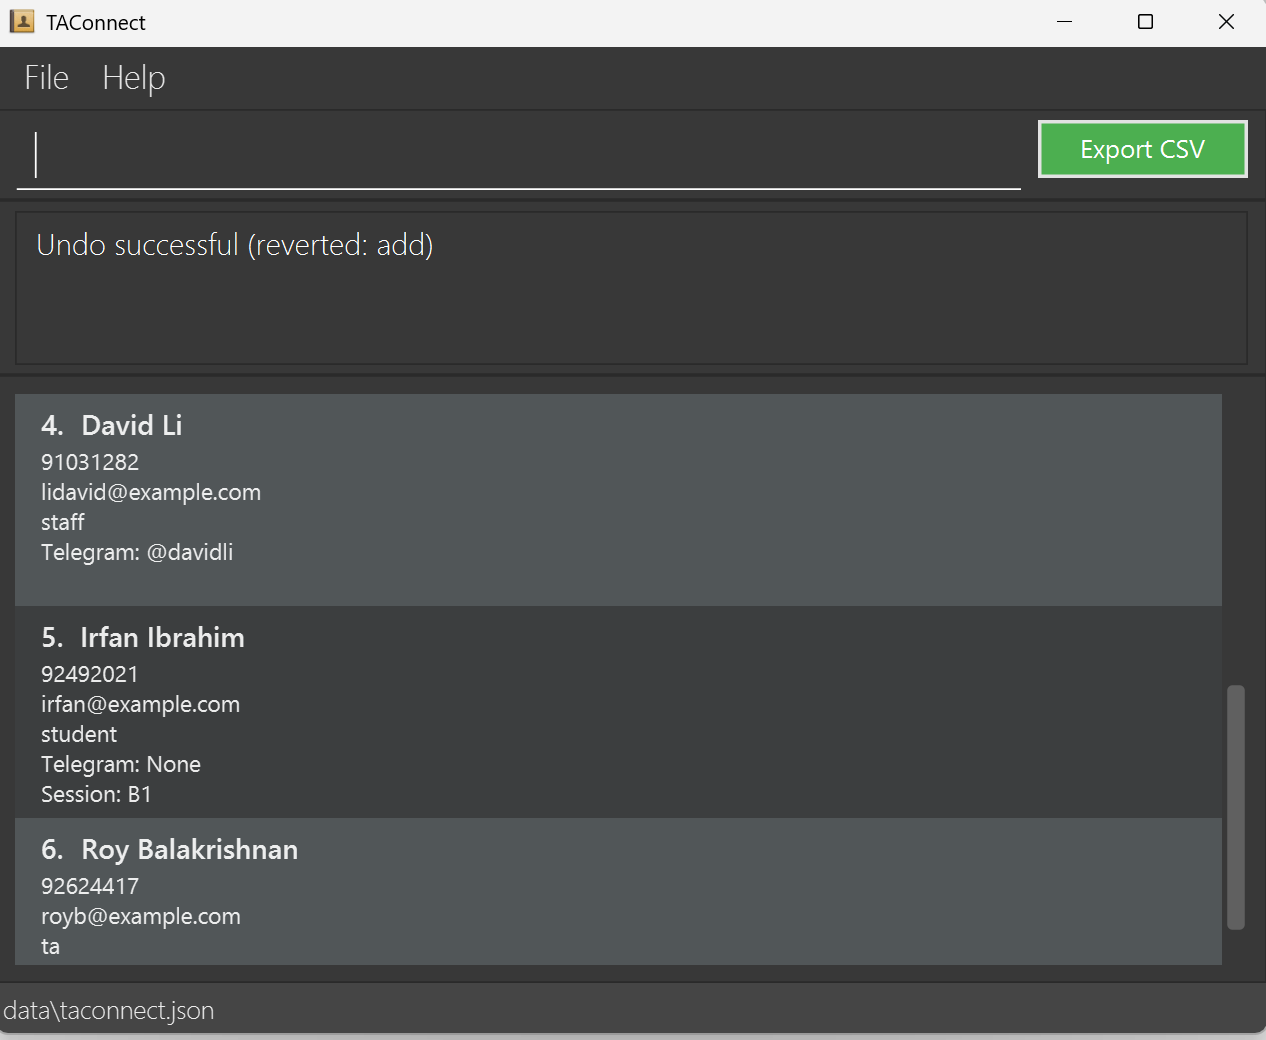 TAConnect
File Help
Export CSV
Undo successful (reverted: add)
4. David Li
91031282
lidavid@example.com
staff
Telegram: @davidli
5. Irfan Ibrahim
92492021
irfan@example.com
student
Telegram: None
Session: B1
6. Roy Balakrishnan
92624417
royb@example.com
ta
data\taconnect.json